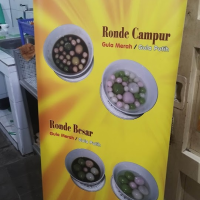 Ronde Campur
Gula Merah / Gula Putih
Ronde Besar
Gula Merah / Gula Putih